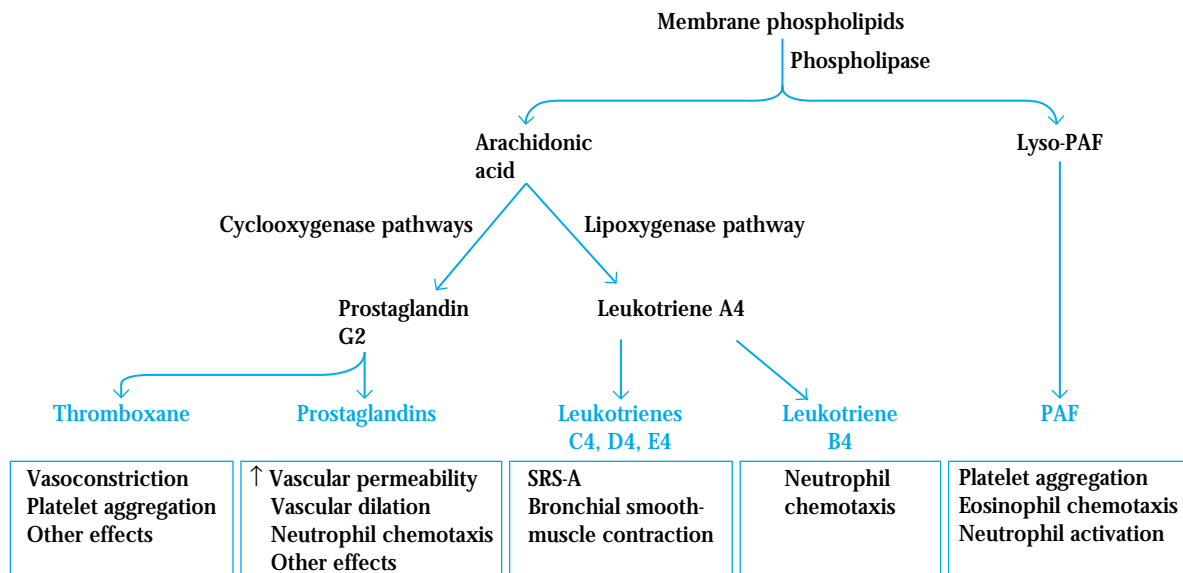 Membrane phospholipids
Phospholipase
Arachidonic
acid
Lyso-PAF
Cyclooxygenase pathways
Lipoxygenase pathway
Prostaglandin
G2
Leukotriene A4
Thromboxane
Prostaglandins
Leukotrienes
C4, D4, E4
Leukotriene
B4
PAF
Vasoconstriction
Platelet aggregation
Other effects
↑ Vascular permeability
Vascular dilation
Neutrophil chemotaxis
Other effects
SRS-A
Bronchial smooth-
muscle contraction
Neutrophil
chemotaxis
Platelet aggregation
Eosinophil chemotaxis
Neutrophil activation